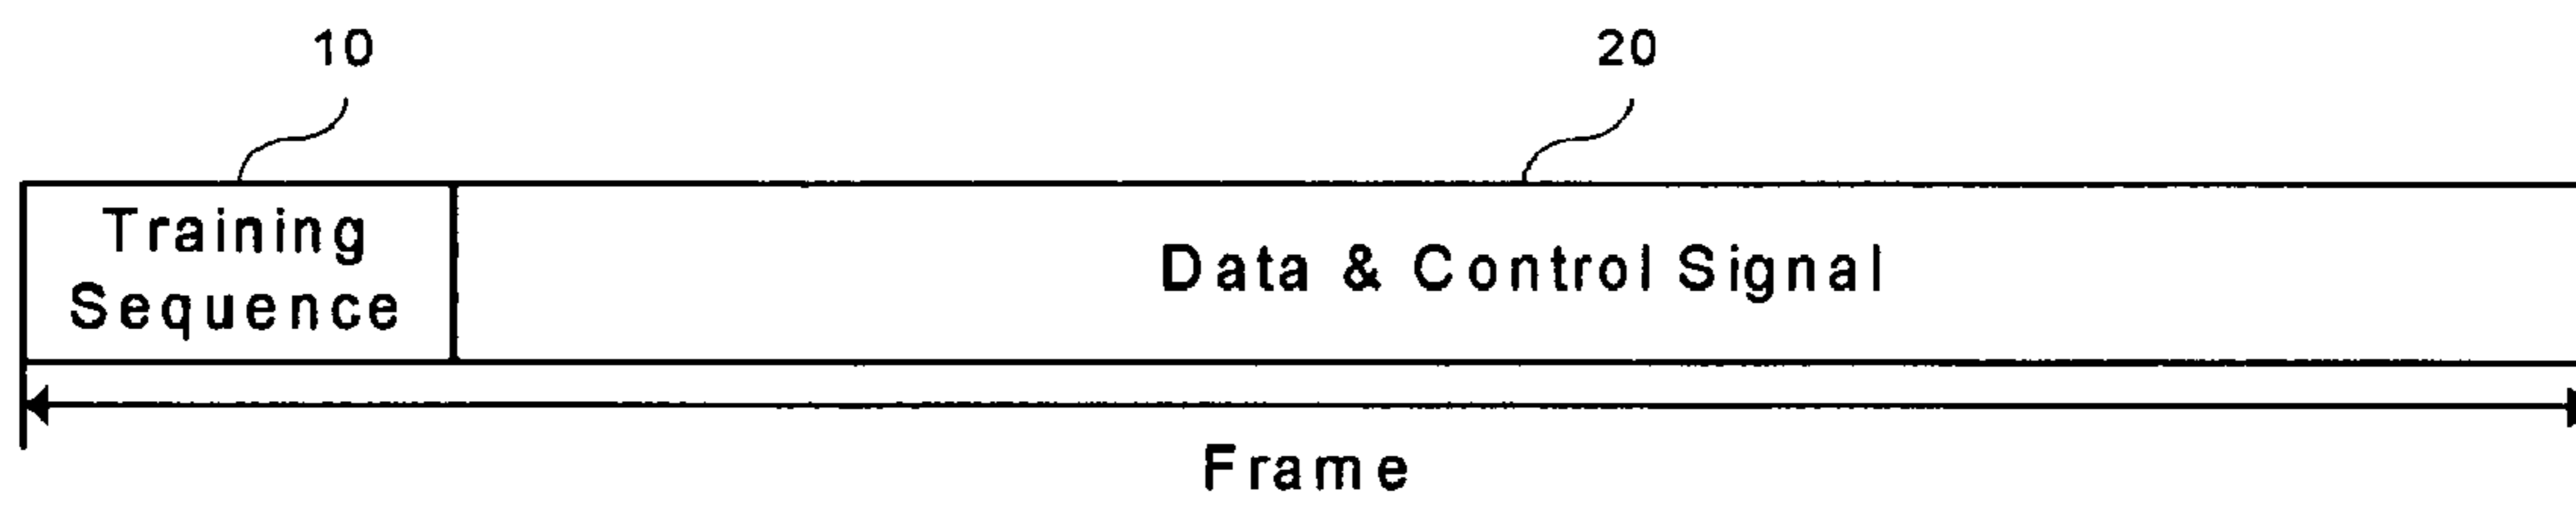 10
20
Training
Sequence
Data & Control Signal
Frame